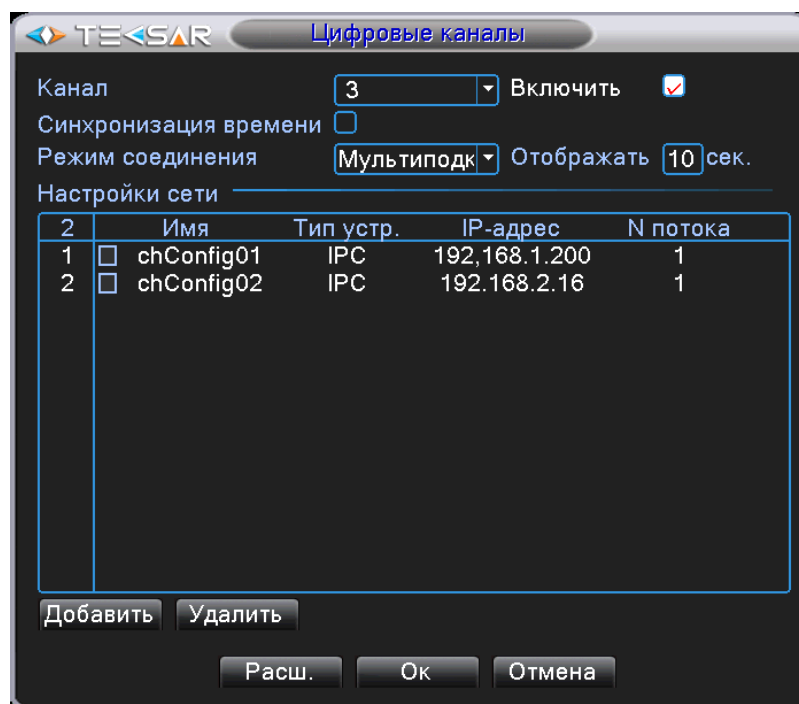 TECSAR Цифровые каналы
Канал 3 Включить
Синхронизация времени
Режим соединения Мультиподк Отображать 10 сек.
Настройки сети
2 Имя Тип устр. IP-адрес N потока
1 chConfig01 IPC 192,168.1.200 1
2 chConfig02 IPC 192.168.2.16 1
Добавить Удалить
Расш. Ок Отмена